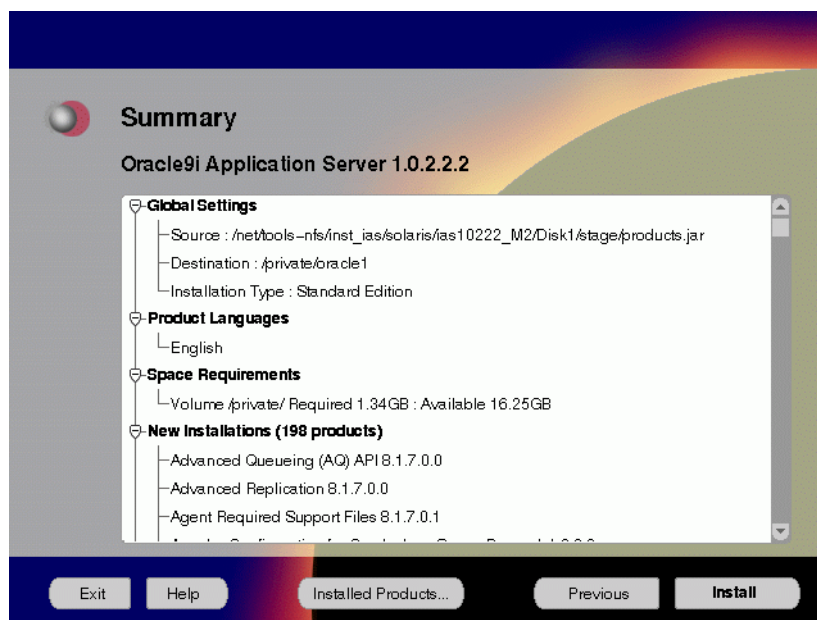 Summary
Oracle9i Application Server 1.0.2.2.2
Global Settings
Source : /net/tools-nfs/inst_ias/solaris/ias10222_M2/Disk1/stage/products.jar
Destination : /private/oracle1
Installation Type : Standard Edition
Product Languages
English
Space Requirements
Volume /private/ Required 1.34GB : Available 16.25GB
New Installations (198 products)
Advanced Queueing (AQ) API 8.1.7.0.0
Advanced Replication 8.1.7.0.0
Agent Required Support Files 8.1.7.0.1
Exit
Help
Installed Products...
Previous
Install